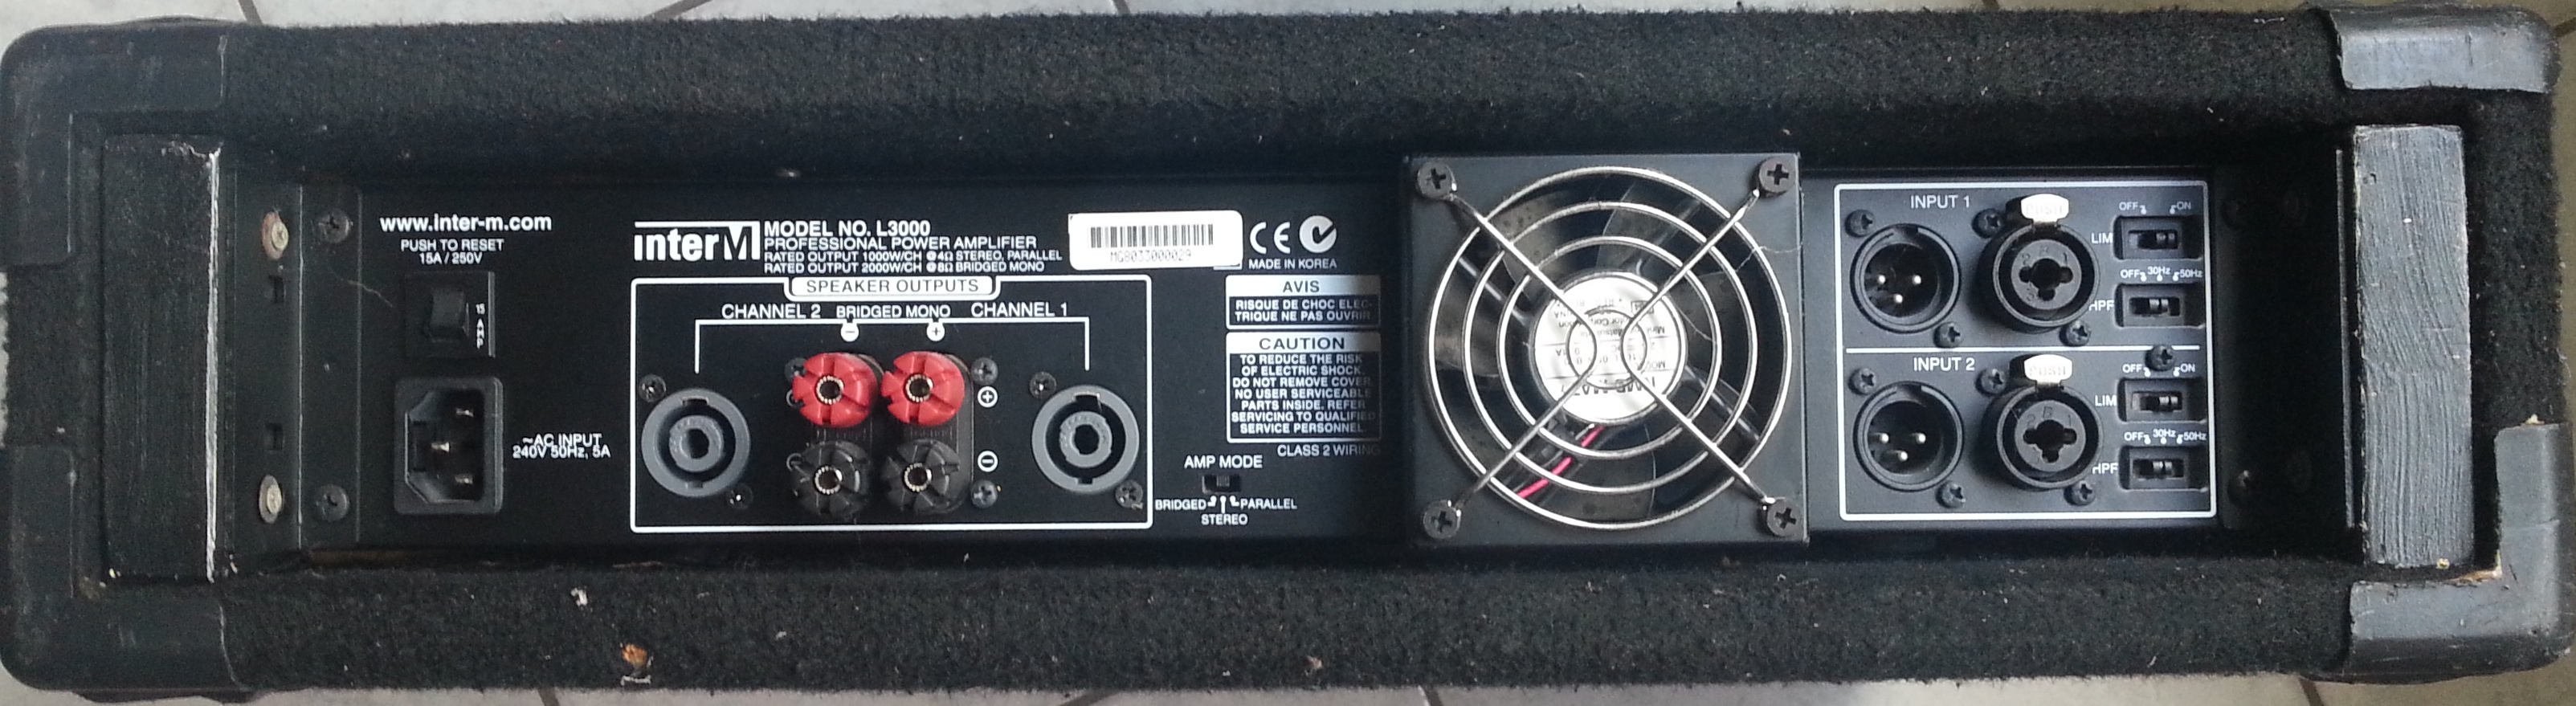 www.inter-m.com
PUSH TO RESET
15A / 250V
15 AMP
~AC INPUT
240V 50Hz, 5A
interM
MODEL NO. L3000
PROFESSIONAL POWER AMPLIFIER
RATED OUTPUT 1000W/CH @4Ω STEREO, PARALLEL
RATED OUTPUT 2000W/CH @8Ω BRIDGED MONO
MG8033000029
CE
MADE IN KOREA
SPEAKER OUTPUTS
CHANNEL 2 BRIDGED MONO CHANNEL 1
− +
+
−
AVIS
RISQUE DE CHOC ELEC-
TRIQUE NE PAS OUVRIR
CAUTION
TO REDUCE THE RISK
OF ELECTRIC SHOCK.
DO NOT REMOVE COVER
NO USER SERVICEABLE
PARTS INSIDE. REFER
SERVICING TO QUALIFIED
SERVICE PERSONNEL
CLASS 2 WIRING
AMP MODE
BRIDGED PARALLEL
STEREO
INPUT 1
PUSH
OFF ON
LIM
OFF 30Hz 50Hz
HPF
INPUT 2
PUSH
OFF ON
LIM
OFF 30Hz 50Hz
HPF